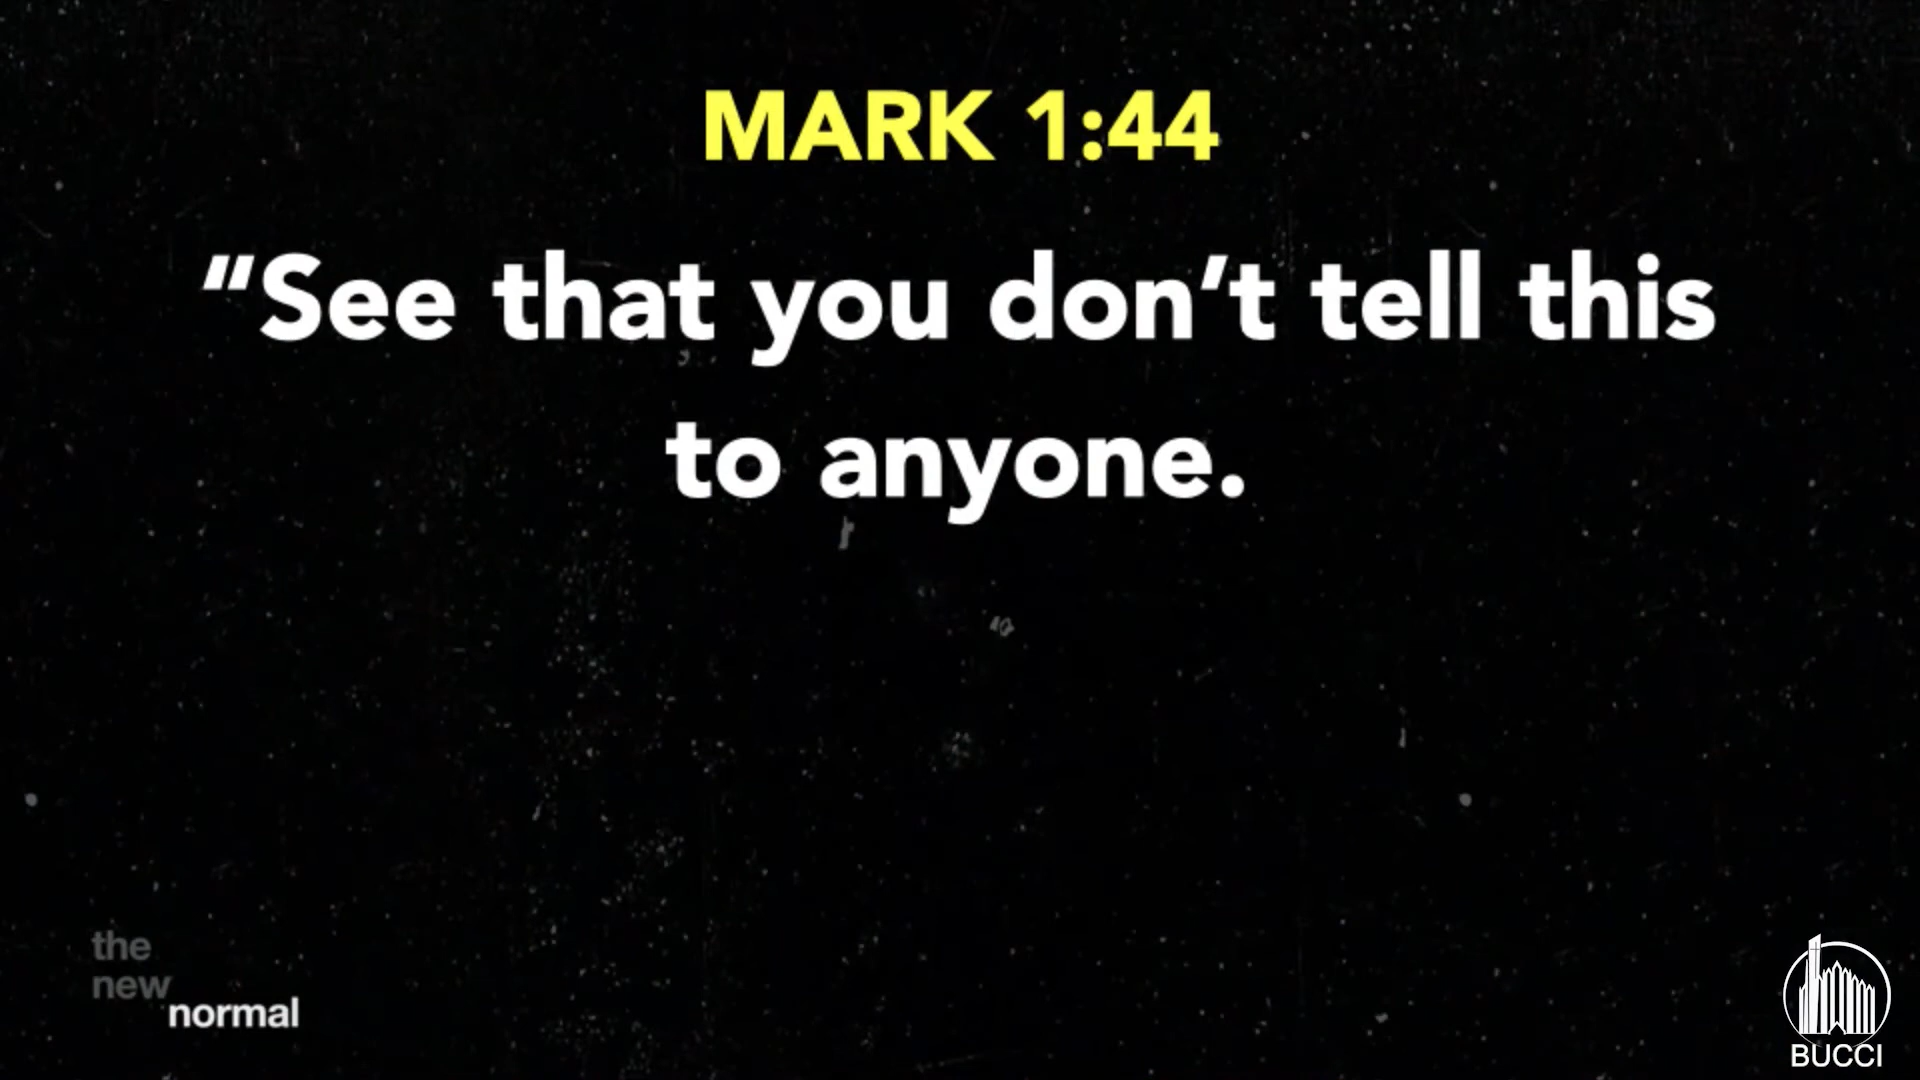 MARK 1:44
“See that you don’t tell this
to anyone.
the
new
normal
BUCCI